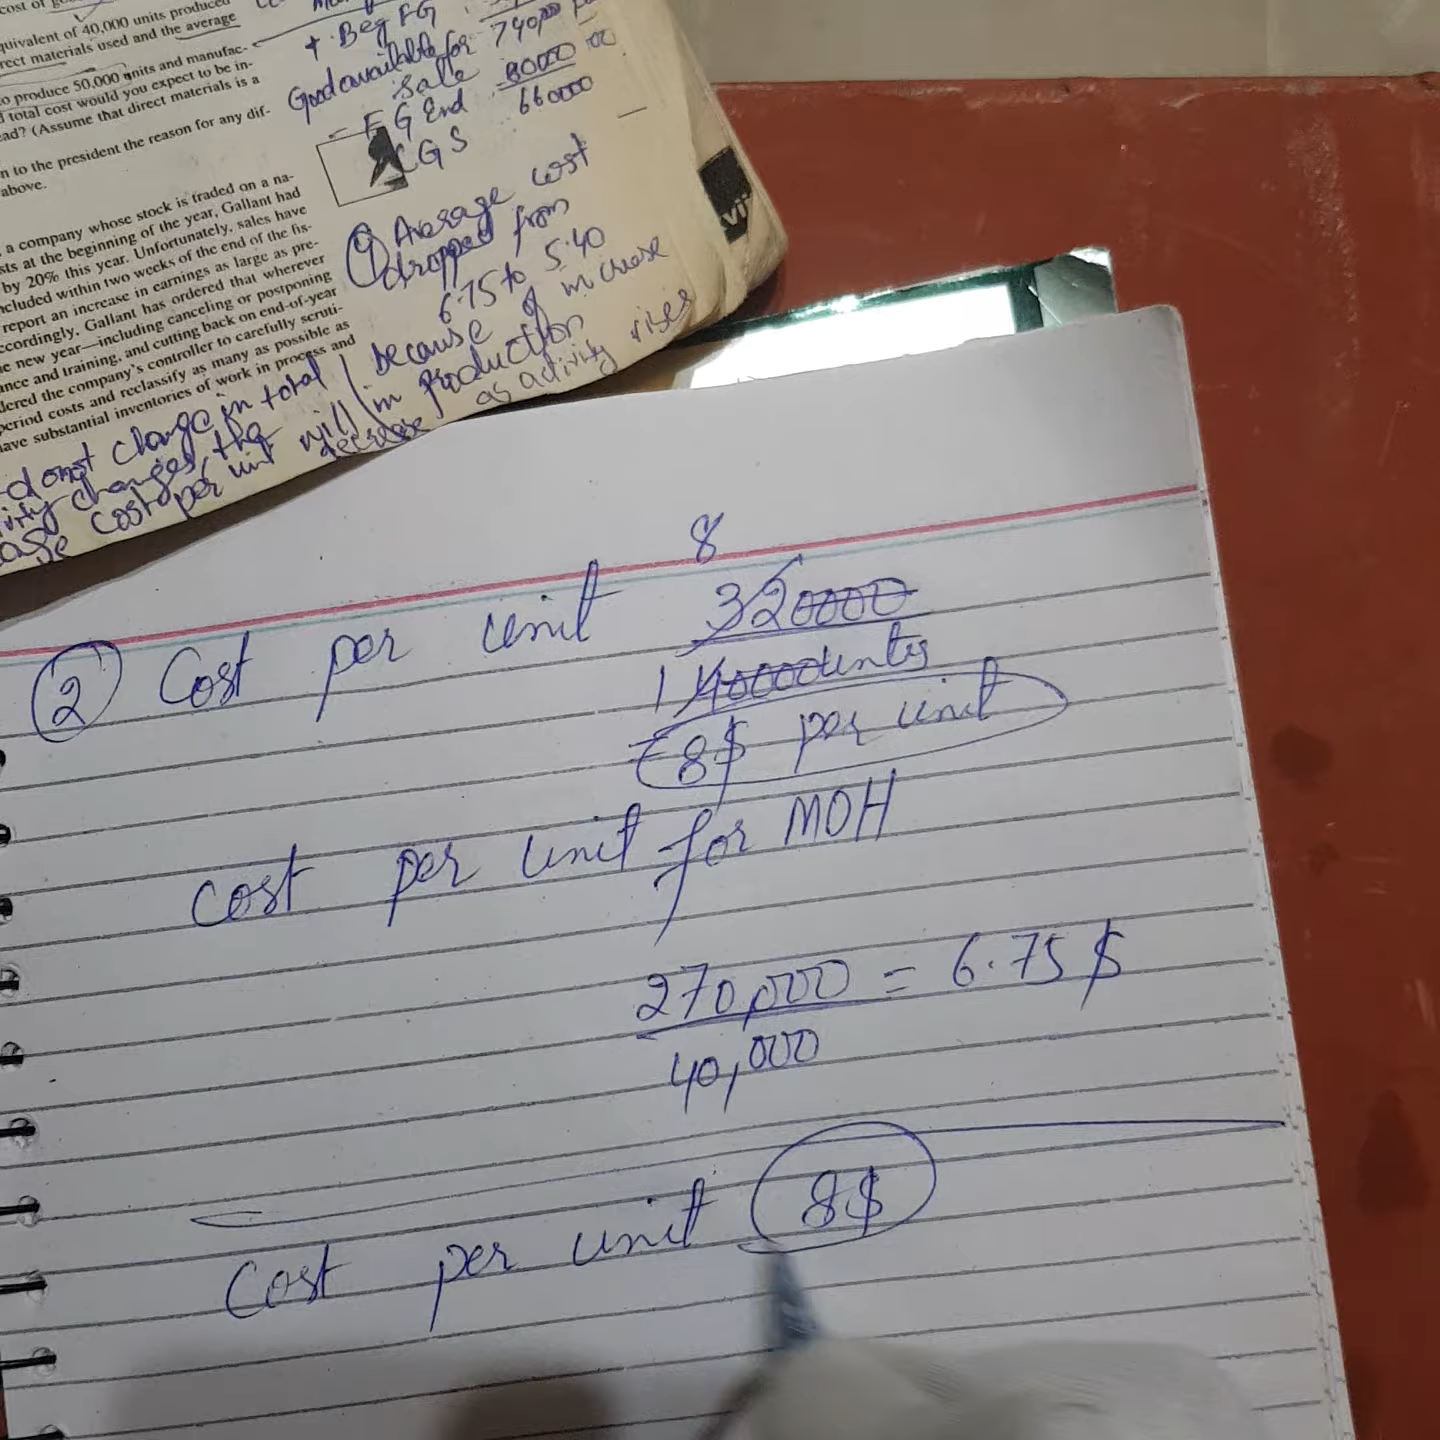 quivalent of 40,000 units produced
rect materials used and the average
to produce 50,000 units and manufac-
total cost would you expect to be in-
ead? (Assume that direct materials is a
n to the president the reason for any dif-
above.
a company whose stock is traded on a na-
sts at the beginning of the year, Gallant had
by 20% this year. Unfortunately, sales have
ncluded within two weeks of the end of the fis-
report an increase in earnings as large as pre-
ccordingly, Gallant has ordered that wherever
e new year—including canceling or postponing
ance and training, and cutting back on end-of-year
dered the company's controller to carefully scruti-
period costs and reclassify as many as possible as
ave substantial inventories of work in process and
+ Beg FG
Good available for 740,000
Sale
- FG End 80000
CGS 660000
Average cost
dropped from
6.75 to 5.40
because of increase
in production
do not change in total
changes, the
cost per unit will
decrease as activity rises
vi
② Cost per unit 8
320000
1 40000 units
= 8$ per unit
Cost per unit for MOH
270,000 = 6.75 $
40,000
Cost per unit 8$